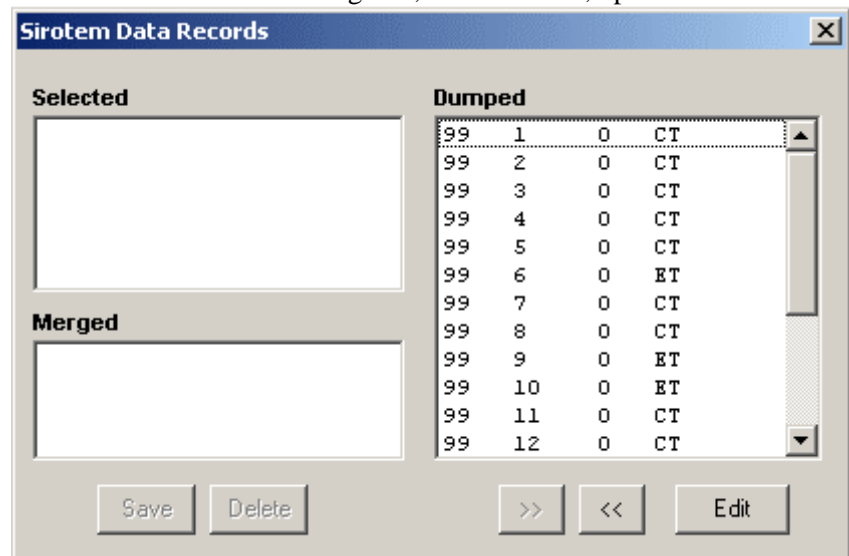 Sirotem Data Records
Selected
Dumped
99 1 0 CT
99 2 0 CT
99 3 0 CT
99 4 0 CT
99 5 0 CT
99 6 0 ET
99 7 0 CT
99 8 0 CT
99 9 0 ET
99 10 0 ET
99 11 0 CT
99 12 0 CT
Merged
Save Delete >> << Edit